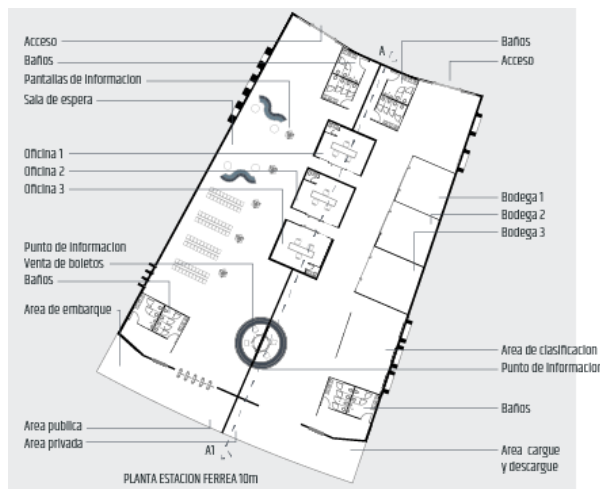 Acceso
Baños
Pantallas de Informacion
Sala de espera
Oficina 1
Oficina 2
Oficina 3
Punto de Informacion
Venta de boletos
Baños
Area de embarque
Area publica
Area privada
A
A1
PLANTA ESTACION FERREA 10m
Baños
Acceso
Bodega 1
Bodega 2
Bodega 3
Area de clasificacion
Punto de Informacion
Baños
Area cargue
y descargue